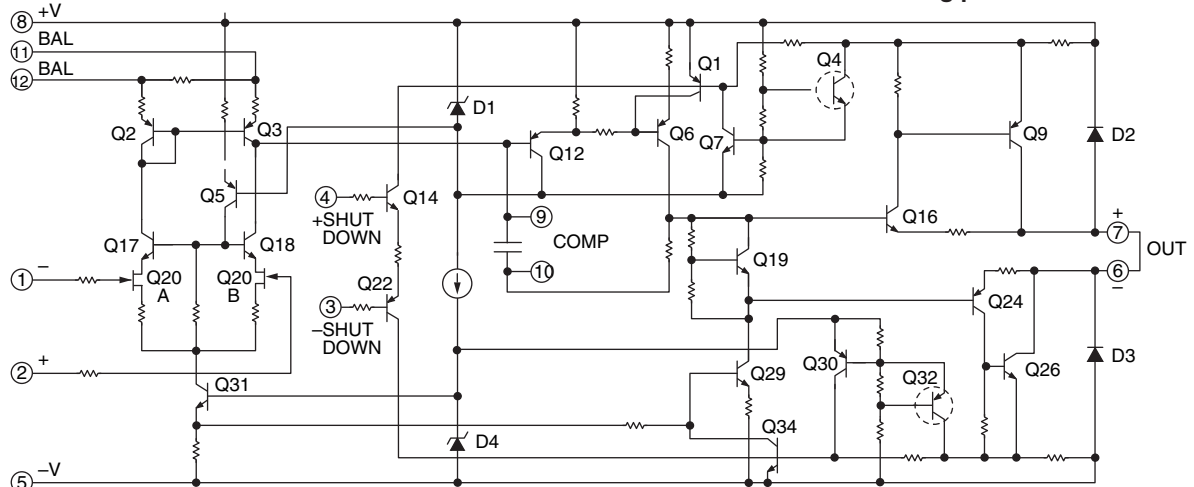 8 +V
11 BAL
12 BAL
Q2
Q3
Q5
D1
Q12
Q1
Q6
Q7
Q4
Q9
D2
4
+SHUT
DOWN
Q14
9
COMP
10
Q16
+
7
OUT
6
−
Q17
Q18
1 −
Q20
A
Q20
B
Q22
3
−SHUT
DOWN
Q19
Q24
2 +
Q31
Q29
Q30
Q32
Q26
D3
D4
Q34
5 −V